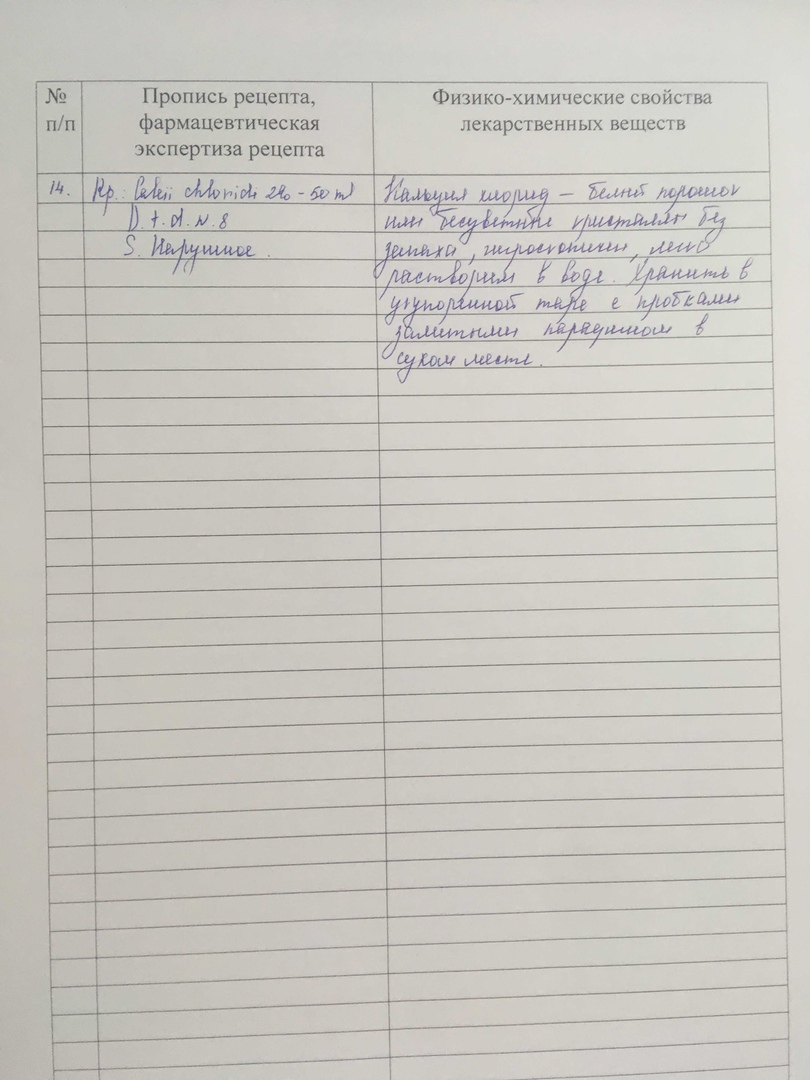 №
п/п
Пропись рецепта,
фармацевтическая
экспертиза рецепта
Физико-химические свойства
лекарственных веществ
14.
Rp.: Calcii chloridi 2% - 50 ml
D. t. d. N. 8
S. Наружное.
Кальция хлорид – белый порошок
или бесцветные кристаллы без
запаха, гигроскопичен, легко
растворим в воде. Хранить в
укупоренной таре с пробками
залитыми парафином в
сухом месте.